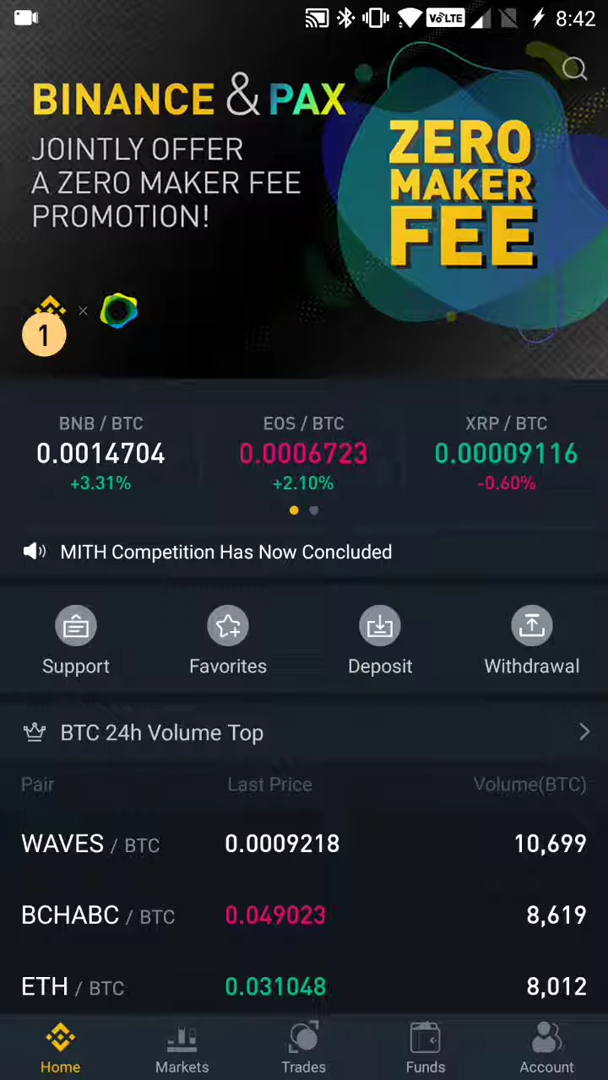 VoLTE 8:42
BINANCE & PAX
JOINTLY OFFER
A ZERO MAKER FEE
PROMOTION!
ZERO
MAKER
FEE
×
1
BNB / BTC EOS / BTC XRP / BTC
0.0014704 0.0006723 0.00009116
+3.31% +2.10% -0.60%
MITH Competition Has Now Concluded
Support Favorites Deposit Withdrawal
BTC 24h Volume Top
Pair Last Price Volume(BTC)
WAVES / BTC 0.0009218 10,699
BCHABC / BTC 0.049023 8,619
ETH / BTC 0.031048 8,012
Home Markets Trades Funds Account